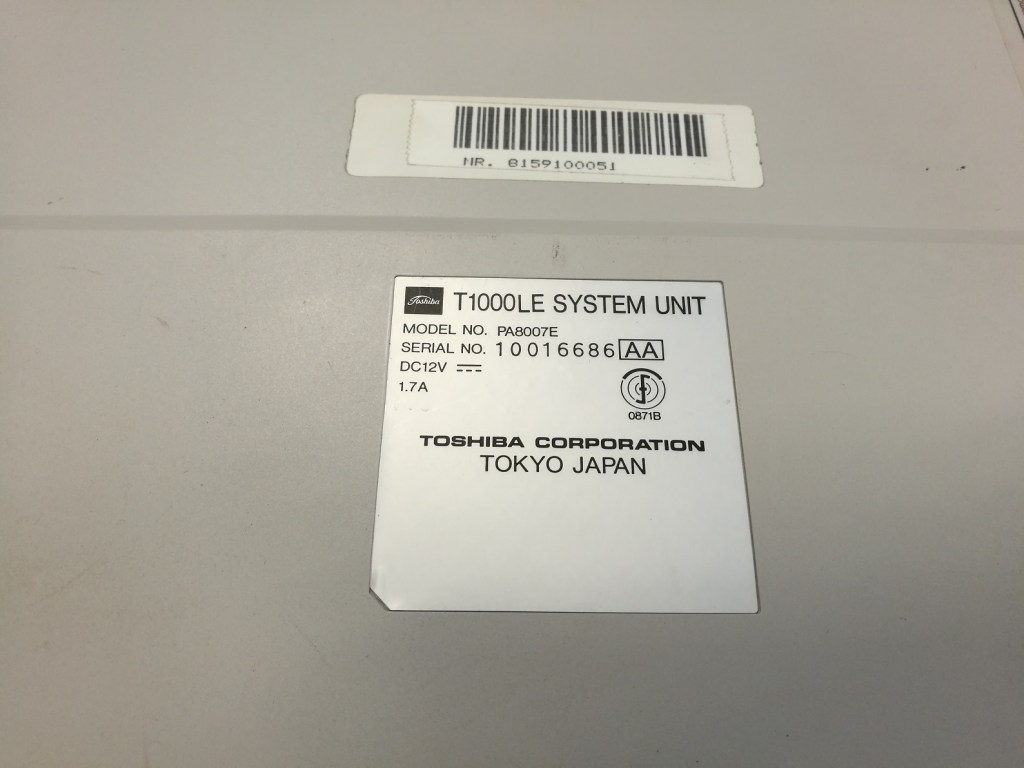 NR. 8159100051
Toshiba T1000LE SYSTEM UNIT
MODEL NO. PA8007E
SERIAL NO. 10016686 AA
DC12V
1.7A
0871B
TOSHIBA CORPORATION
TOKYO JAPAN